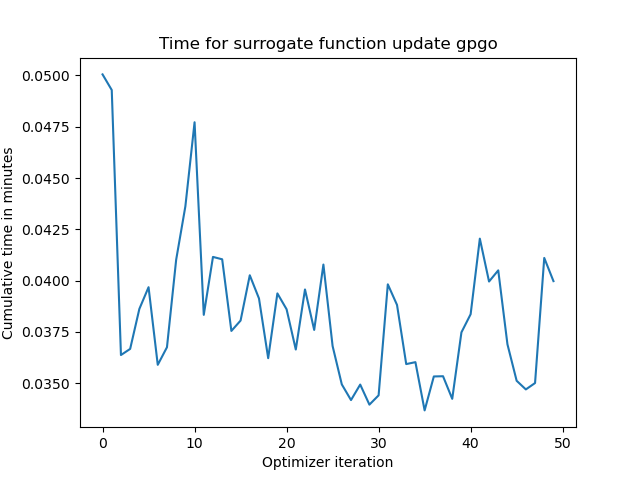 Time for surrogate function update gpgo
Cumulative time in minutes
0.0500
0.0475
0.0450
0.0425
0.0400
0.0375
0.0350
0 10 20 30 40 50
Optimizer iteration